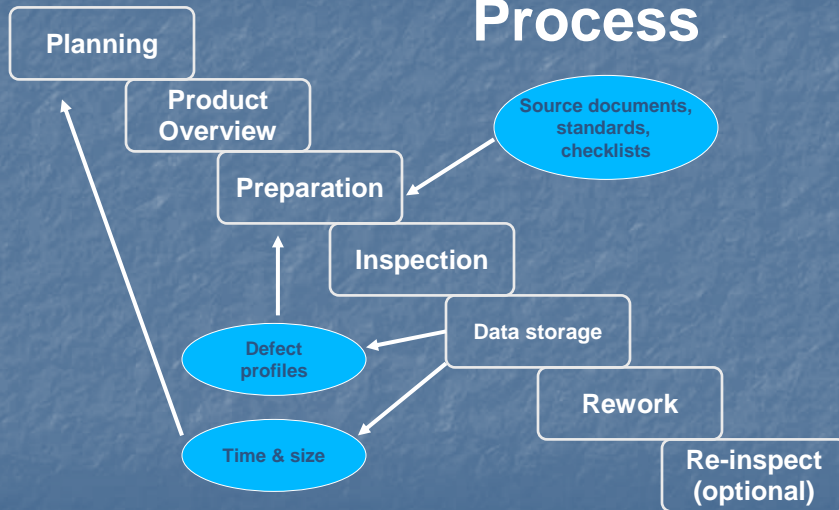 Process
Planning
Product
Overview
Source documents,
standards,
checklists
Preparation
Inspection
Data storage
Defect
profiles
Rework
Time & size
Re-inspect
(optional)